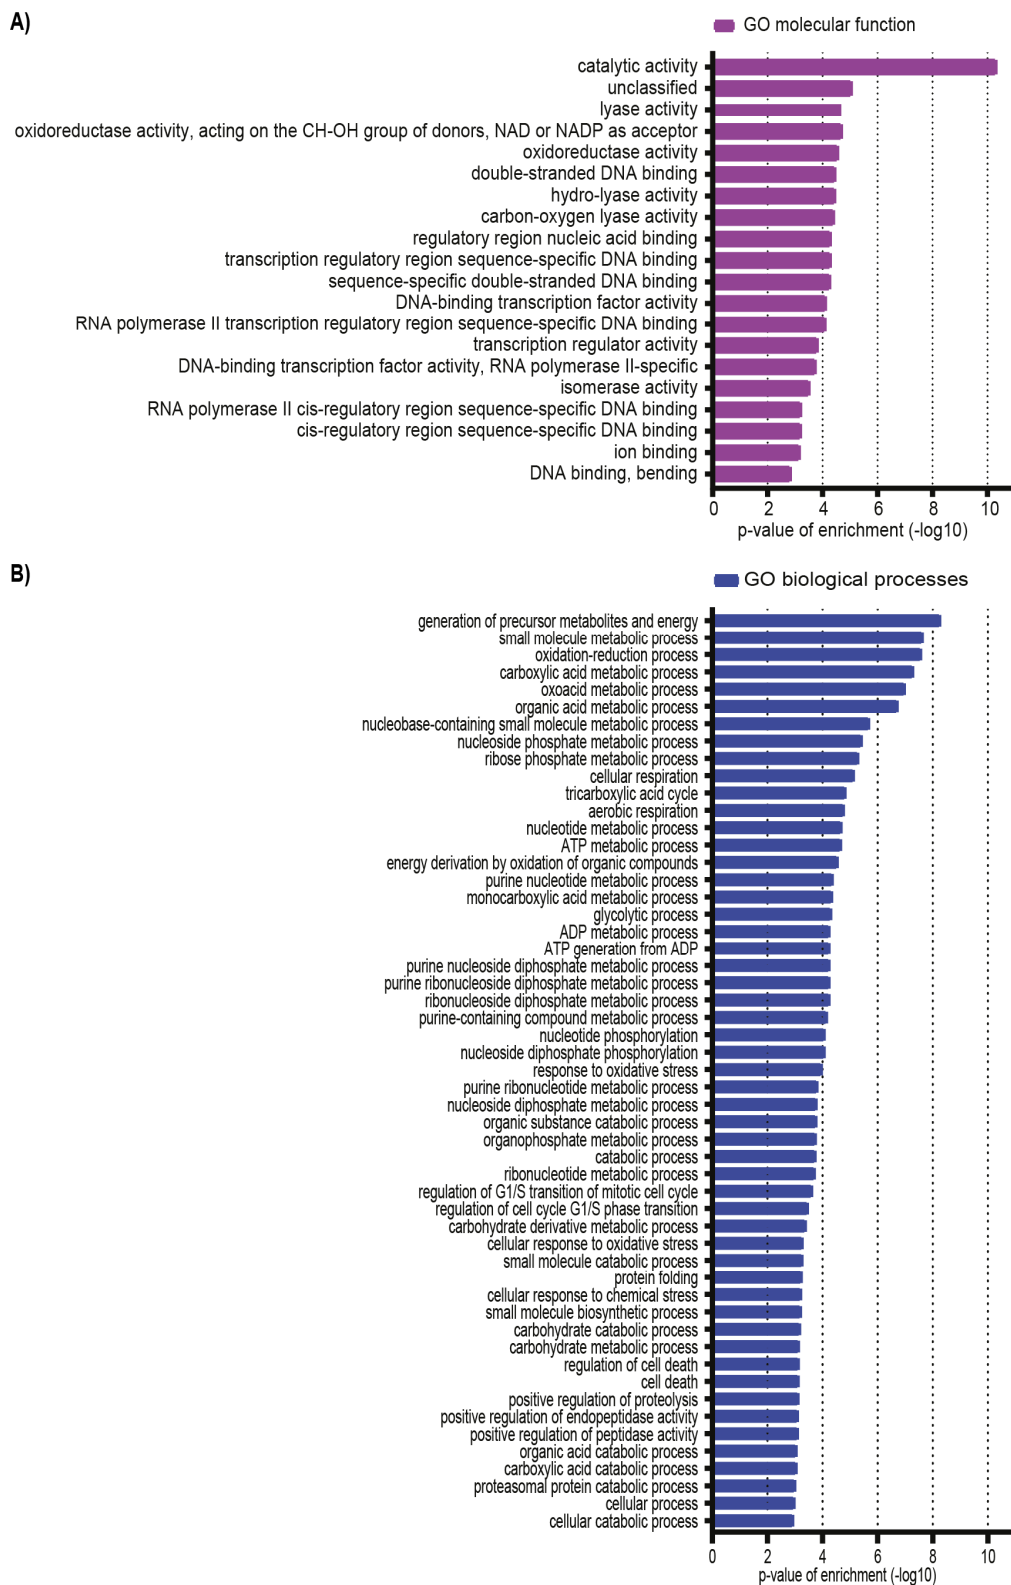 A)
GO molecular function
catalytic activity
unclassified
lyase activity
oxidoreductase activity, acting on the CH-OH group of donors, NAD or NADP as acceptor
oxidoreductase activity
double-stranded DNA binding
hydro-lyase activity
carbon-oxygen lyase activity
regulatory region nucleic acid binding
transcription regulatory region sequence-specific DNA binding
sequence-specific double-stranded DNA binding
DNA-binding transcription factor activity
RNA polymerase II transcription regulatory region sequence-specific DNA binding
transcription regulator activity
DNA-binding transcription factor activity, RNA polymerase II-specific
isomerase activity
RNA polymerase II cis-regulatory region sequence-specific DNA binding
cis-regulatory region sequence-specific DNA binding
ion binding
DNA binding, bending
0 2 4 6 8 10
p-value of enrichment (-log10)
B)
GO biological processes
generation of precursor metabolites and energy
small molecule metabolic process
oxidation-reduction process
carboxylic acid metabolic process
oxoacid metabolic process
organic acid metabolic process
nucleobase-containing small molecule metabolic process
nucleoside phosphate metabolic process
ribose phosphate metabolic process
cellular respiration
tricarboxylic acid cycle
aerobic respiration
nucleotide metabolic process
ATP metabolic process
energy derivation by oxidation of organic compounds
purine nucleotide metabolic process
monocarboxylic acid metabolic process
glycolytic process
ADP metabolic process
ATP generation from ADP
purine nucleoside diphosphate metabolic process
purine ribonucleoside diphosphate metabolic process
ribonucleoside diphosphate metabolic process
purine-containing compound metabolic process
nucleotide phosphorylation
nucleoside diphosphate phosphorylation
response to oxidative stress
purine ribonucleotide metabolic process
nucleoside diphosphate metabolic process
organic substance catabolic process
organophosphate metabolic process
catabolic process
ribonucleotide metabolic process
regulation of G1/S transition of mitotic cell cycle
regulation of cell cycle G1/S phase transition
carbohydrate derivative metabolic process
cellular response to oxidative stress
small molecule catabolic process
protein folding
cellular response to chemical stress
small molecule biosynthetic process
carbohydrate catabolic process
carbohydrate metabolic process
regulation of cell death
cell death
positive regulation of proteolysis
positive regulation of endopeptidase activity
positive regulation of peptidase activity
organic acid catabolic process
carboxylic acid catabolic process
proteasomal protein catabolic process
cellular process
cellular catabolic process
0 2 4 6 8 10
p-value of enrichment (-log10)